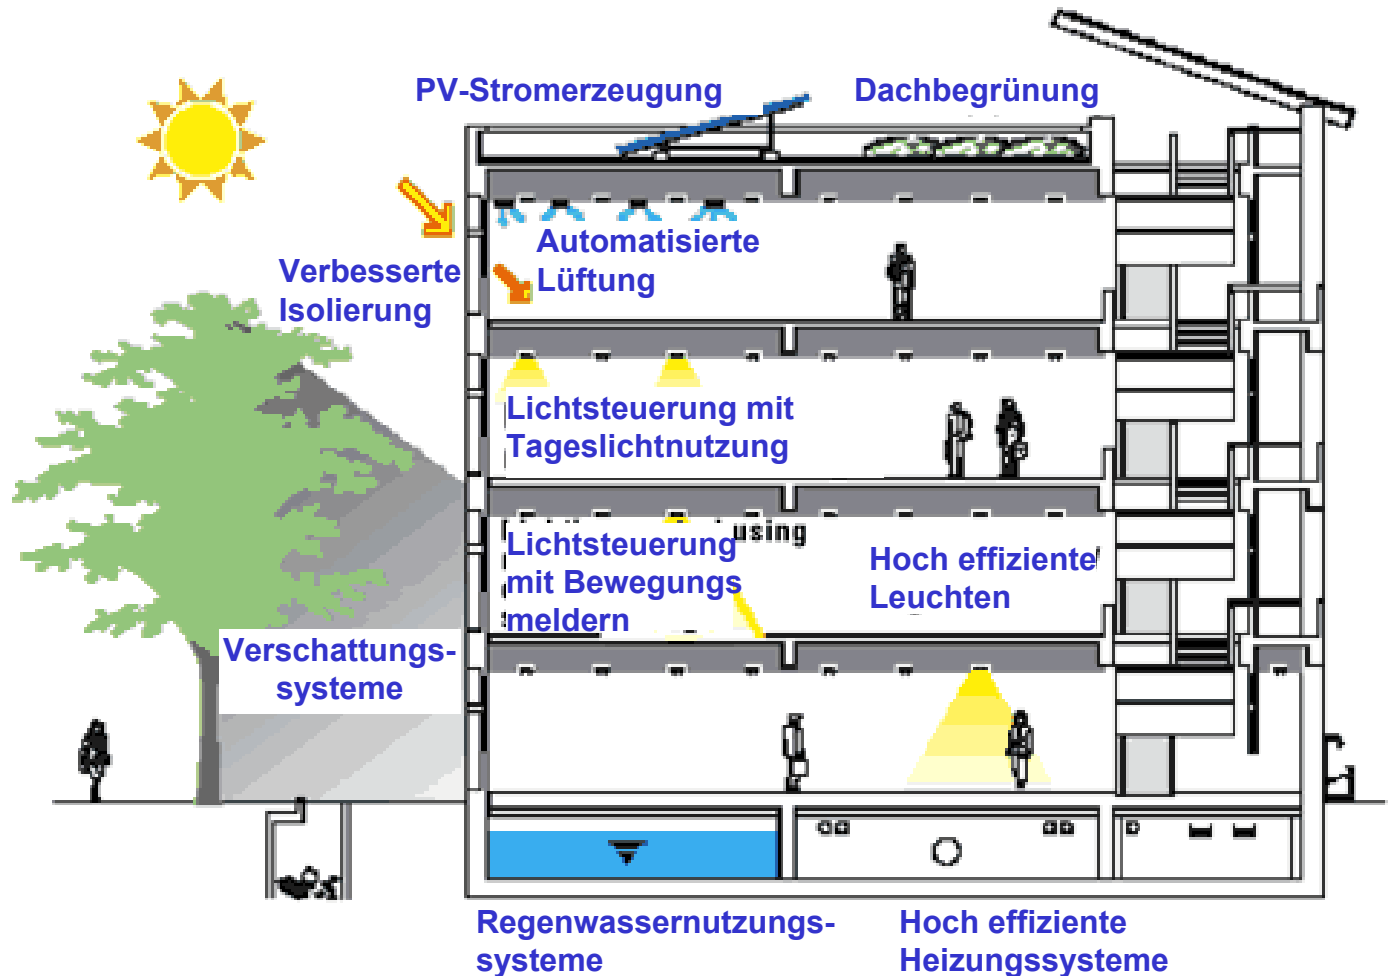 PV-Stromerzeugung
Dachbegrünung
Automatisierte
Lüftung
Verbesserte
Isolierung
Lichtsteuerung mit
Tageslichtnutzung
using
Lichtsteuerung
mit Bewegungs
meldern
Hoch effiziente
Leuchten
Verschattungs-
systeme
Regenwassernutzungs-
systeme
Hoch effiziente
Heizungssysteme